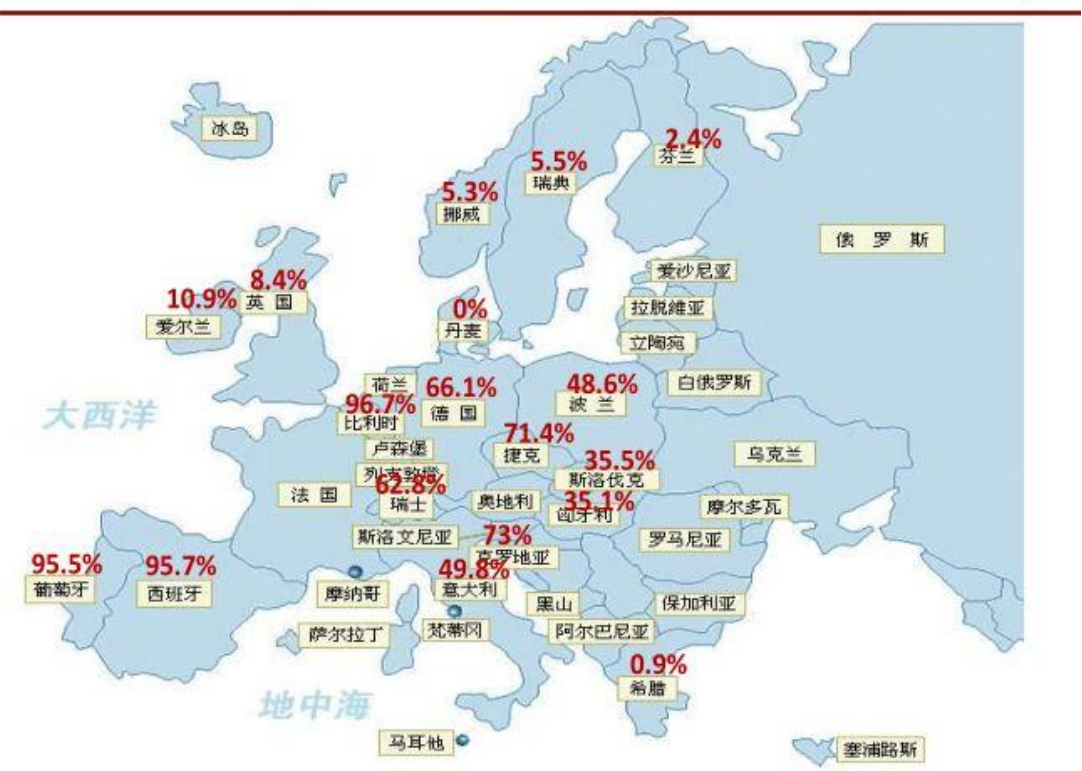 冰岛
2.4%
芬兰
5.5%
瑞典
5.3%
挪威
俄 罗 斯
爱沙尼亚
8.4%
英 国
10.9%
爱尔兰
拉脱维亚
0%
丹麦
立陶宛
荷兰
66.1%
德 国
48.6%
波 兰
白俄罗斯
96.7%
比利时
大西洋
71.4%
捷克
卢森堡
乌克兰
35.5%
斯洛伐克
列支敦士登
62.8%
瑞士
法 国
奥地利
35.1%
匈牙利
摩尔多瓦
斯洛文尼亚
73%
克罗地亚
罗马尼亚
95.5%
葡萄牙
95.7%
西班牙
49.8%
意大利
摩纳哥
黑山
保加利亚
萨尔拉丁
梵蒂冈
阿尔巴尼亚
0.9%
希腊
地中海
马耳他
塞浦路斯